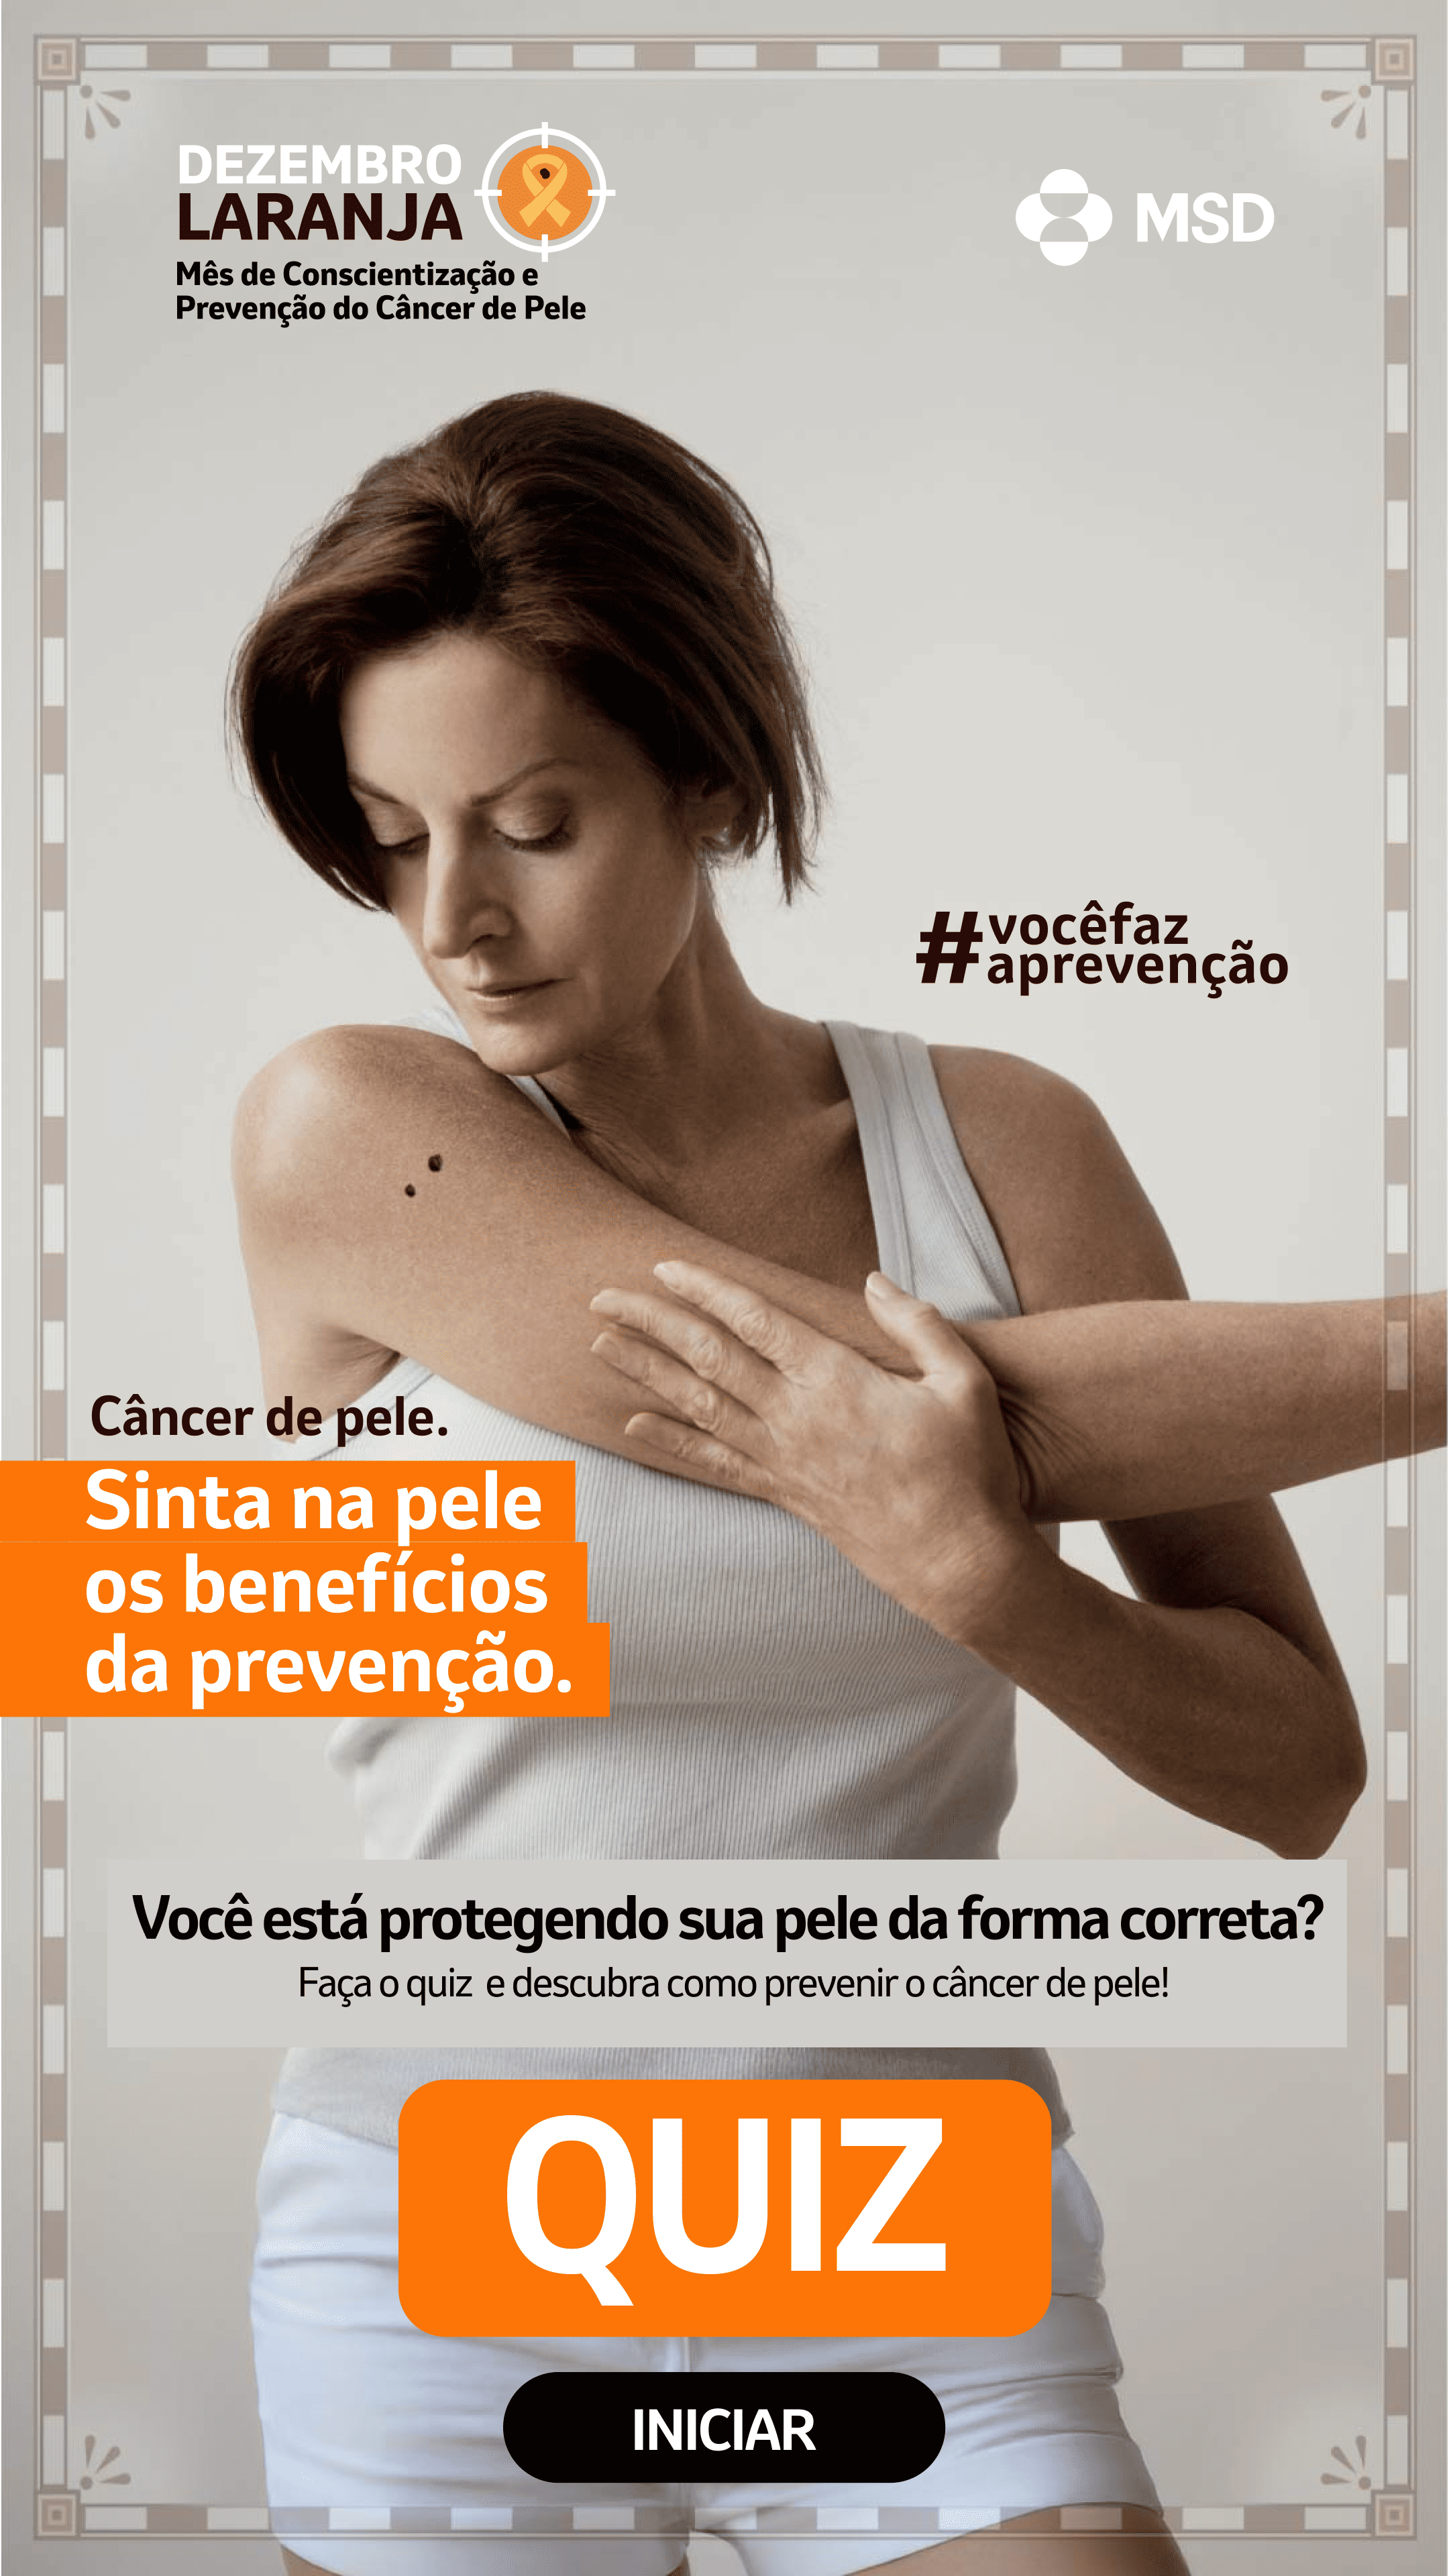 DEZEMBRO
LARANJA
Mês de Conscientização e
Prevenção do Câncer de Pele
MSD
#vocêfaz
aprevenção
Câncer de pele.
Sinta na pele
os benefícios
da prevenção.
Você está protegendo sua pele da forma correta?
Faça o quiz e descubra como prevenir o câncer de pele!
QUIZ
INICIAR